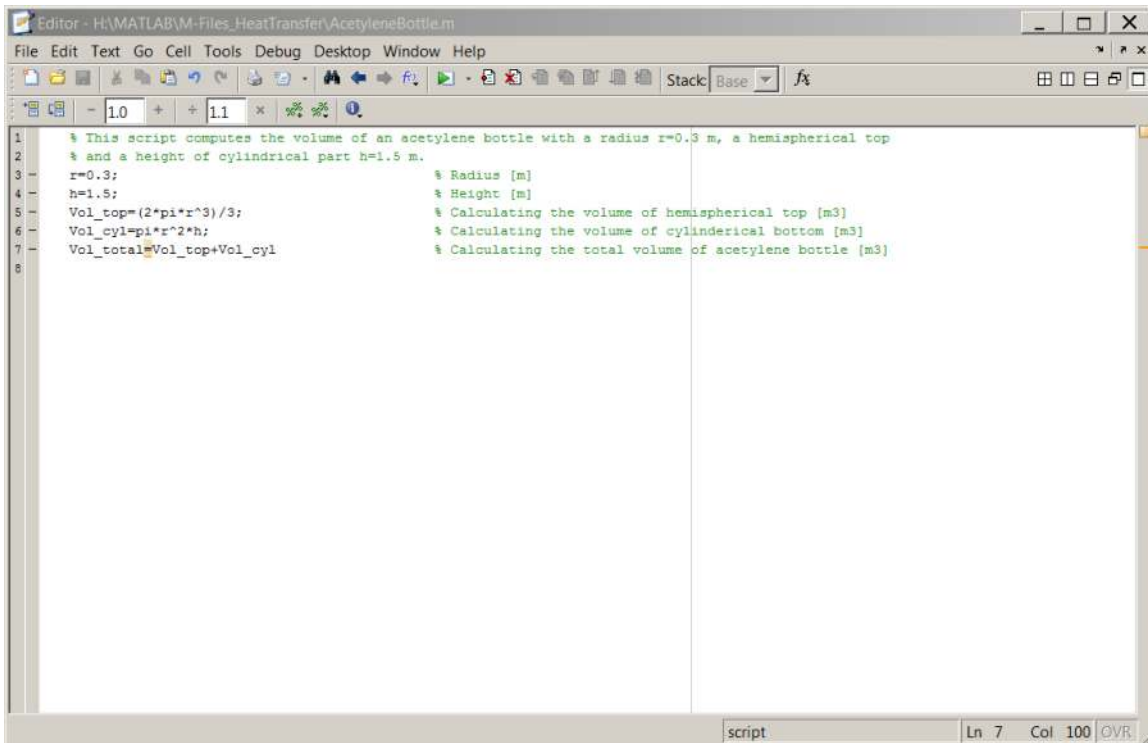 Editor - H:\MATLAB\M-Files_HeatTransfer\AcetyleneBottle.m
File Edit Text Go Cell Tools Debug Desktop Window Help
Stack: Base fx
- 1.0 + ÷ 1.1 ×
1 % This script computes the volume of an acetylene bottle with a radius r=0.3 m, a hemispherical top
2 % and a height of cylindrical part h=1.5 m.
3 - r=0.3; % Radius [m]
4 - h=1.5; % Height [m]
5 - Vol_top=(2*pi*r^3)/3; % Calculating the volume of hemispherical top [m3]
6 - Vol_cyl=pi*r^2*h; % Calculating the volume of cylinderical bottom [m3]
7 - Vol_total=Vol_top+Vol_cyl % Calculating the total volume of acetylene bottle [m3]
8
script Ln 7 Col 100 OVR